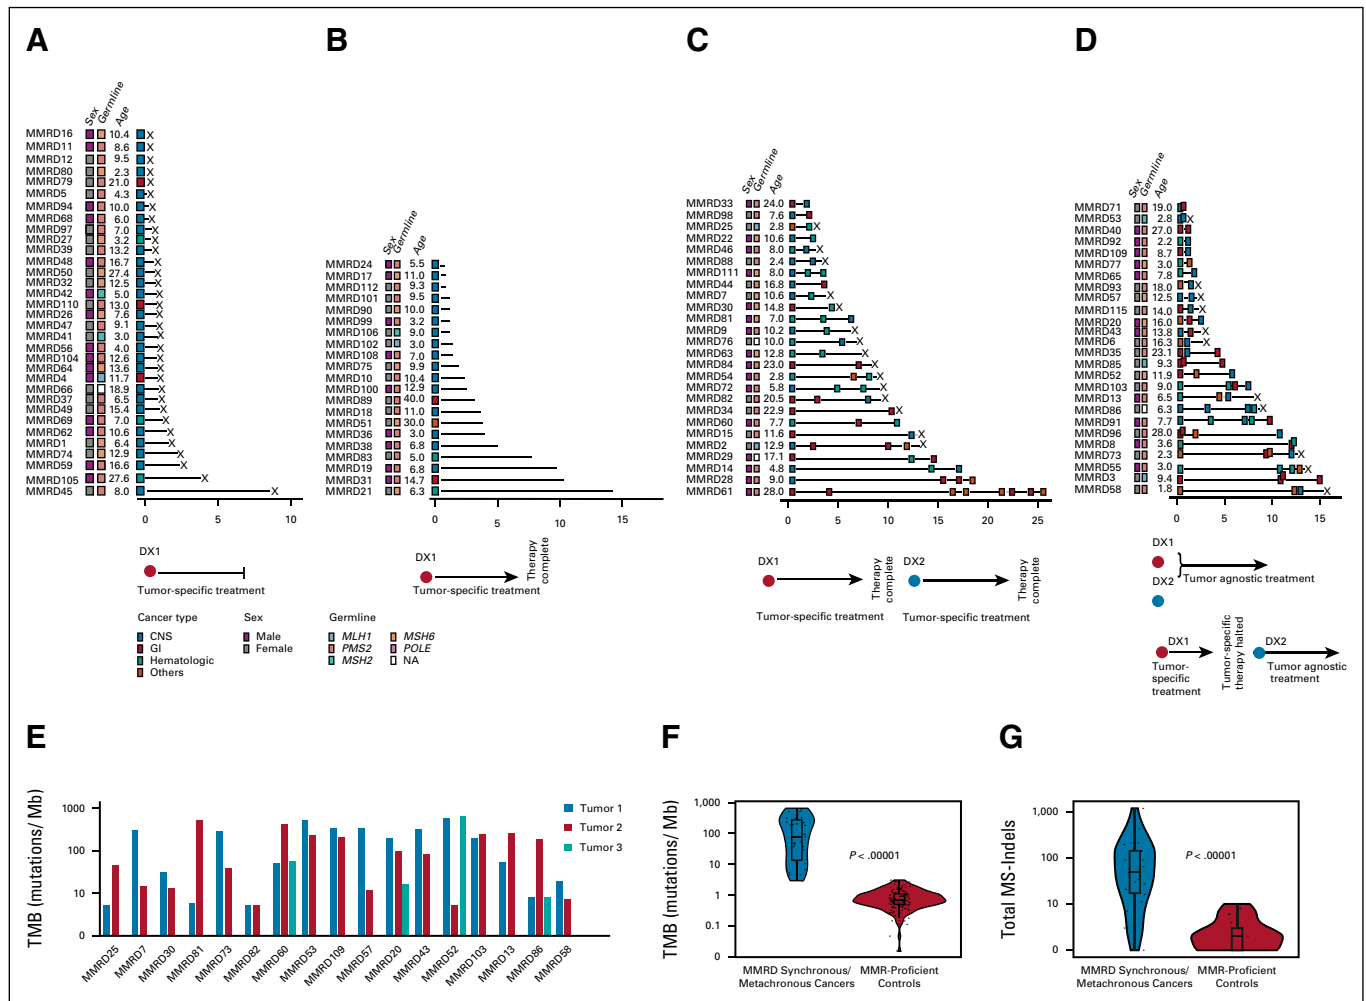 A
B
C
D
Sex Germline Age
MMRD16 10.4 X
MMRD11 8.6 X
MMRD12 9.5 X
MMRD80 2.3 X
MMRD79 21.0 X
MMRD5 4.3 X
MMRD94 10.0 X
MMRD68 6.0 X
MMRD97 7.0 X
MMRD27 3.2 X
MMRD39 13.2 X
MMRD48 16.7 X
MMRD50 27.4 X
MMRD32 12.5 X
MMRD42 5.0 X
MMRD110 13.0 X
MMRD26 7.6 X
MMRD47 9.1 X
MMRD41 3.0 X
MMRD56 4.0 X
MMRD104 12.6 X
MMRD64 13.6 X
MMRD4 11.7 X
MMRD66 18.9 X
MMRD37 6.5 X
MMRD49 15.4 X
MMRD69 7.0 X
MMRD62 10.6 X
MMRD1 6.4 X
MMRD74 12.9 X
MMRD59 16.6 X
MMRD105 27.6 X
MMRD45 8.0 X
0 5 10
DX1
Tumor-specific treatment
Sex Germline Age
MMRD24 5.5
MMRD17 11.0
MMRD112 9.3
MMRD101 9.5
MMRD90 10.0
MMRD99 3.2
MMRD106 9.0
MMRD102 3.0
MMRD108 7.0
MMRD75 9.9
MMRD10 10.4
MMRD100 12.9
MMRD89 40.0
MMRD18 11.0
MMRD51 30.0
MMRD36 3.0
MMRD38 6.8
MMRD83 5.0
MMRD19 6.8
MMRD31 14.7
MMRD21 6.3
0 5 10 15
DX1
Tumor-specific treatment
Therapy complete
Sex Germline Age
MMRD33 24.0
MMRD98 7.6
MMRD25 2.8 X
MMRD22 10.6
MMRD46 8.0 X
MMRD88 2.4 X
MMRD111 8.0
MMRD44 16.8
MMRD7 10.6 X
MMRD30 14.8 X
MMRD81 7.0
MMRD9 10.2 X
MMRD76 10.0 X
MMRD63 12.8 X
MMRD84 23.0 X
MMRD54 2.8 X
MMRD72 5.8 X
MMRD82 20.5 X
MMRD34 22.9 X
MMRD60 7.7
MMRD15 11.6 X
MMRD2 12.9 X
MMRD29 17.1
MMRD14 4.8
MMRD28 9.0
MMRD61 28.0
0 5 10 15 20 25
DX1
Tumor-specific treatment
Therapy complete
DX2
Tumor-specific treatment
Therapy complete
Sex Germline Age
MMRD71 19.0
MMRD53 2.8 X
MMRD40 27.0
MMRD92 2.2
MMRD109 8.7
MMRD77 3.0
MMRD65 7.8
MMRD93 18.0 X
MMRD57 12.5 X
MMRD115 14.0 X
MMRD20 16.0
MMRD43 13.8 X
MMRD6 16.3 X
MMRD35 23.1
MMRD85 9.3
MMRD52 11.9
MMRD103 9.0
MMRD13 6.5 X
MMRD86 6.3 X
MMRD91 7.7
MMRD96 28.0
MMRD8 3.6
MMRD73 2.3 X
MMRD55 3.0 X
MMRD3 9.4
MMRD58 1.8 X
0 5 10 15
DX1
DX2
Tumor agnostic treatment
DX1
Tumor-
specific
treatment
Tumor-specific
therapy halted
DX2
Tumor agnostic
treatment
Cancer type
CNS
GI
Hematologic
Others
Sex
Male
Female
Germline
MLH1
PMS2
MSH2
MSH6
POLE
NA
E
TMB (mutations/ Mb)
1000
100
10
0
Tumor 1
Tumor 2
Tumor 3
MMRD25 MMRD7 MMRD30 MMRD81 MMRD73 MMRD82 MMRD60 MMRD53 MMRD109 MMRD57 MMRD20 MMRD43 MMRD52 MMRD103 MMRD13 MMRD86 MMRD58
F
TMB (mutations/ Mb)
1,000
100
10
1
0.1
0
P < .00001
MMRD Synchronous/
Metachronous Cancers
MMR-Proficient
Controls
G
Total MS-Indels
1,000
100
10
0
P < .00001
MMRD Synchronous/
Metachronous Cancers
MMR-Proficient
Controls